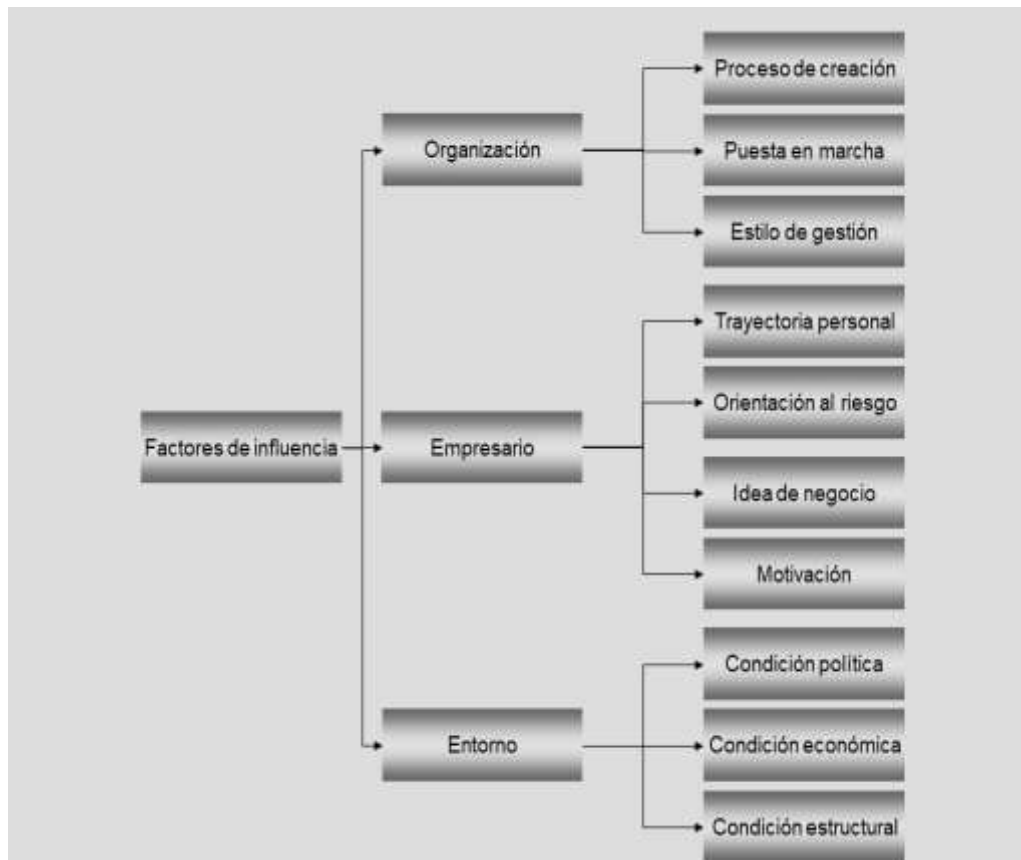 Factores de influencia
Organización
Proceso de creación
Puesta en marcha
Estilo de gestión
Empresario
Trayectoria personal
Orientación al riesgo
Idea de negocio
Motivación
Entorno
Condición política
Condición económica
Condición estructural